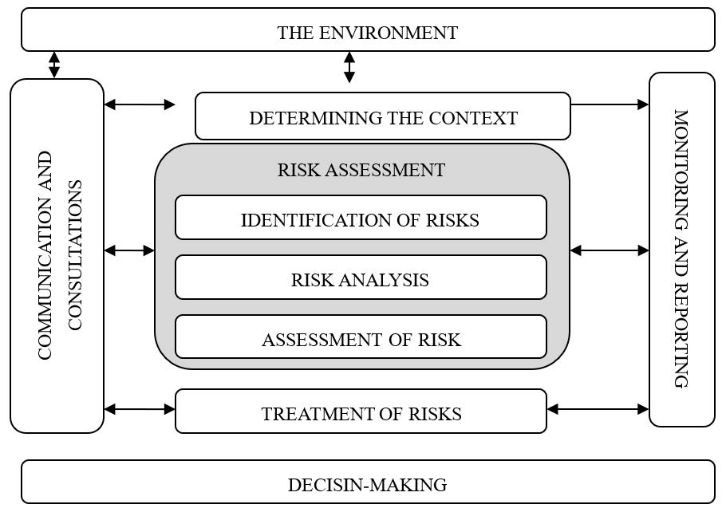 THE ENVIRONMENT
COMMUNICATION AND
CONSULTATIONS
DETERMINING THE CONTEXT
RISK ASSESSMENT
IDENTIFICATION OF RISKS
RISK ANALYSIS
ASSESSMENT OF RISK
TREATMENT OF RISKS
MONITORING AND REPORTING
DECISIN-MAKING